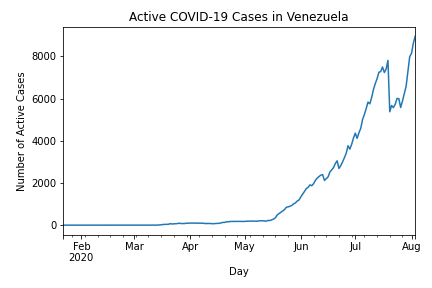 Active COVID-19 Cases in Venezuela
Number of Active Cases
8000
6000
4000
2000
0
Feb Mar Apr May Jun Jul Aug
2020
Day